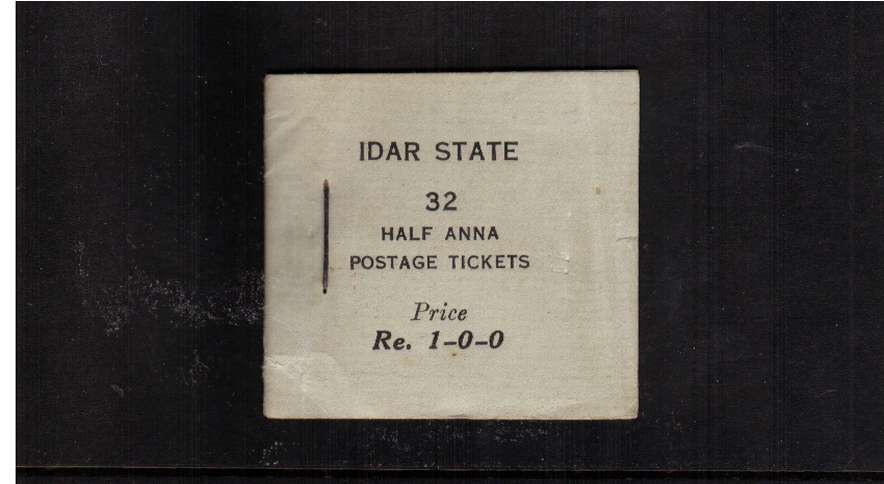 IDAR STATE
32
HALF ANNA
POSTAGE TICKETS
Price
Re. 1-0-0